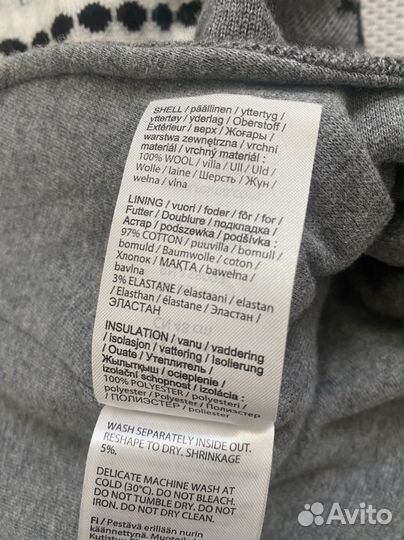 SHELL / päällinen / yttertyg /
yttertøy / yderlag / Oberstoff /
Extérieur / верх / Жоғары /
warstwa zewnętrzna / vrchní
materiál / vrchný materiál :
100% WOOL / villa / Ull / Uld /
Wolle / laine / Шерсть / ЖҮН /
wełna / vlna
LINING / vuori / foder / fôr / for /
Futter / Doublure / подкладка /
Астар / podszewka / podšívka :
97% COTTON / puuvilla / bomull /
bomuld / Baumwolle / coton /
Хлопок / МАҚТА / bawełna /
bavlna
3% ELASTANE / elastaani / elastan
/ Elasthan / élastane / Эластан /
ЭЛАСТАН
INSULATION / vanu / vaddering
/ isolasjon / vattering / Isolierung
/ Ouate / Утеплитель /
Жылытқыш / ocieplenie /
izolační schopnost / izolácia :
100% POLYESTER / polyesteri /
polyester / Polyester / Полиэстер
/ ПОЛИЭСТЕР / poliester
WASH SEPARATELY INSIDE OUT.
RESHAPE TO DRY. SHRINKAGE
5%.
DELICATE MACHINE WASH AT
COLD (30°C). DO NOT BLEACH.
DO NOT TUMBLE DRY. DO NOT
IRON. DO NOT DRY CLEAN.
FI / Pestävä erillään nurin
käännettynä.
Avito